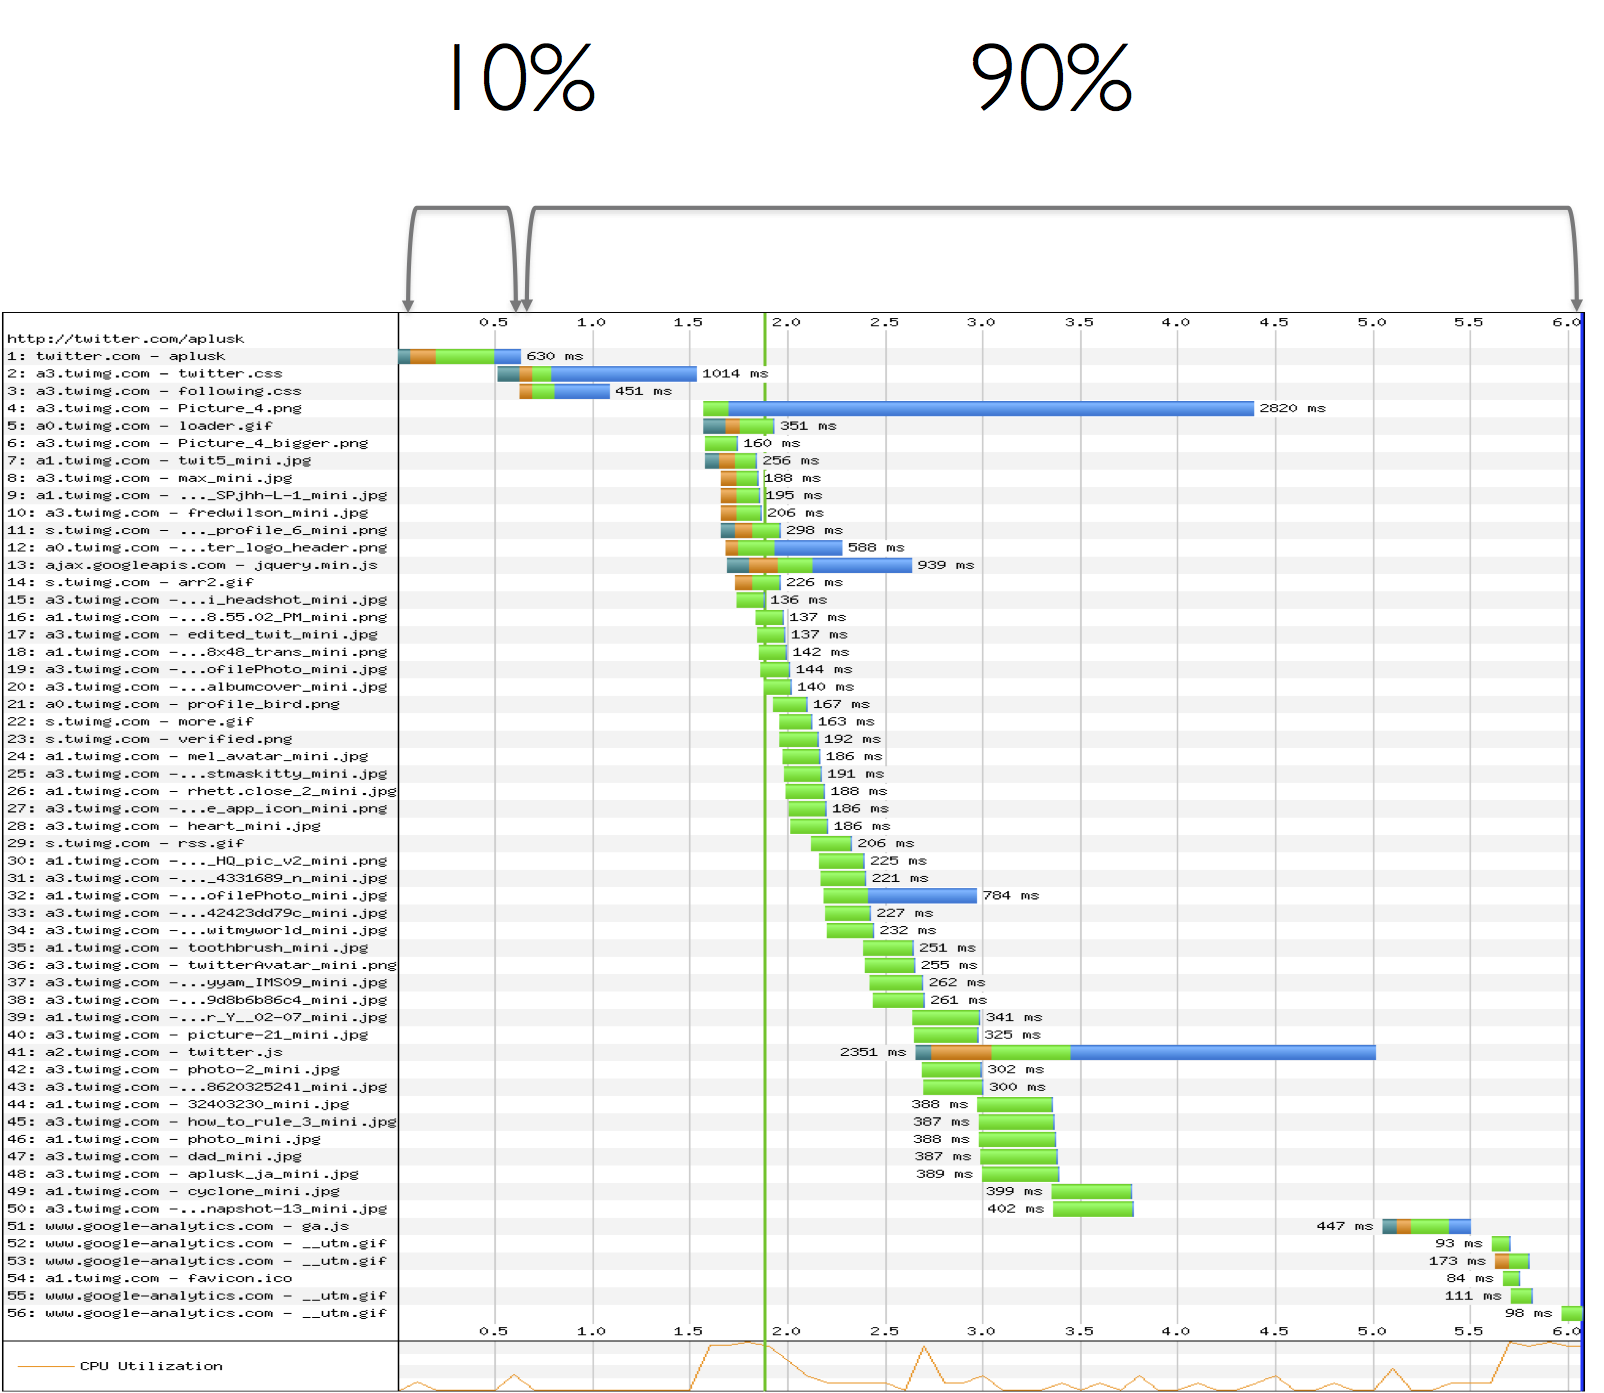 10% 90%
0.5 1.0 1.5 2.0 2.5 3.0 3.5 4.0 4.5 5.0 5.5 6.0
http://twitter.com/aplusk
1: twitter.com - aplusk 630 ms
2: a3.twimg.com - twitter.css 1014 ms
3: a3.twimg.com - following.css 451 ms
4: a3.twimg.com - Picture_4.png 2820 ms
5: a0.twimg.com - loader.gif 351 ms
6: a3.twimg.com - Picture_4_bigger.png 160 ms
7: a1.twimg.com - twit5_mini.jpg 256 ms
8: a3.twimg.com - max_mini.jpg 188 ms
9: a1.twimg.com - ..._SPjhh-L-1_mini.jpg 195 ms
10: a3.twimg.com - fredwilson_mini.jpg 206 ms
11: s.twimg.com - ..._profile_6_mini.png 298 ms
12: a0.twimg.com -...ter_logo_header.png 588 ms
13: ajax.googleapis.com - jquery.min.js 939 ms
14: s.twimg.com - arr2.gif 226 ms
15: a3.twimg.com -...i_headshot_mini.jpg 136 ms
16: a1.twimg.com -...8.55.02_PM_mini.png 137 ms
17: a3.twimg.com - edited_twit_mini.jpg 137 ms
18: a1.twimg.com -...8x48_trans_mini.png 142 ms
19: a3.twimg.com -...ofilePhoto_mini.jpg 144 ms
20: a3.twimg.com -...albumcover_mini.jpg 140 ms
21: a0.twimg.com - profile_bird.png 167 ms
22: s.twimg.com - more.gif 163 ms
23: s.twimg.com - verified.png 192 ms
24: a1.twimg.com - mel_avatar_mini.jpg 186 ms
25: a3.twimg.com -...stmaskitty_mini.jpg 191 ms
26: a1.twimg.com - rhett.close_2_mini.jpg 188 ms
27: a3.twimg.com -...e_app_icon_mini.png 186 ms
28: a3.twimg.com - heart_mini.jpg 186 ms
29: s.twimg.com - rss.gif 206 ms
30: a1.twimg.com -..._HQ_pic_v2_mini.png 225 ms
31: a3.twimg.com -..._4331689_n_mini.jpg 221 ms
32: a1.twimg.com -...ofilePhoto_mini.jpg 784 ms
33: a3.twimg.com -...42423dd79c_mini.jpg 227 ms
34: a3.twimg.com -...witmyworld_mini.jpg 232 ms
35: a1.twimg.com - toothbrush_mini.jpg 251 ms
36: a3.twimg.com - twitterAvatar_mini.png 255 ms
37: a3.twimg.com -...yyam_IMS09_mini.jpg 262 ms
38: a3.twimg.com -...9d8b6b86c4_mini.jpg 261 ms
39: a1.twimg.com -...r_Y__02-07_mini.jpg 341 ms
40: a3.twimg.com - picture-21_mini.jpg 325 ms
41: a2.twimg.com - twitter.js 2351 ms
42: a3.twimg.com - photo-2_mini.jpg 302 ms
43: a3.twimg.com -...8620325241_mini.jpg 300 ms
44: a1.twimg.com - 32403230_mini.jpg 388 ms
45: a3.twimg.com - how_to_rule_3_mini.jpg 387 ms
46: a1.twimg.com - photo_mini.jpg 388 ms
47: a3.twimg.com - dad_mini.jpg 387 ms
48: a3.twimg.com - aplusk_ja_mini.jpg 389 ms
49: a1.twimg.com - cyclone_mini.jpg 399 ms
50: a3.twimg.com -...napshot-13_mini.jpg 402 ms
51: www.google-analytics.com - ga.js 447 ms
52: www.google-analytics.com - __utm.gif 93 ms
53: www.google-analytics.com - __utm.gif 173 ms
54: a1.twimg.com - favicon.ico 84 ms
55: www.google-analytics.com - __utm.gif 111 ms
56: www.google-analytics.com - __utm.gif 98 ms
0.5 1.0 1.5 2.0 2.5 3.0 3.5 4.0 4.5 5.0 5.5 6.0
CPU Utilization